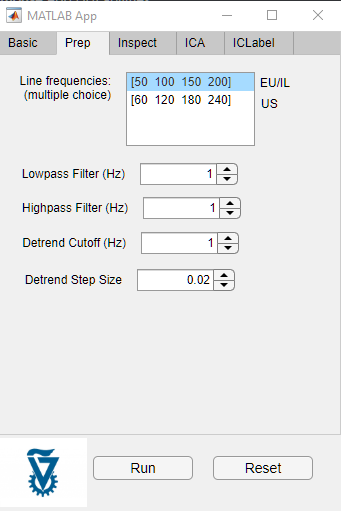 MATLAB App
Basic Prep Inspect ICA ICLabel
Line frequencies: [50 100 150 200] EU/IL
(multiple choice) [60 120 180 240] US
Lowpass Filter (Hz) 1
Highpass Filter (Hz) 1
Detrend Cutoff (Hz) 1
Detrend Step Size 0.02
Run Reset